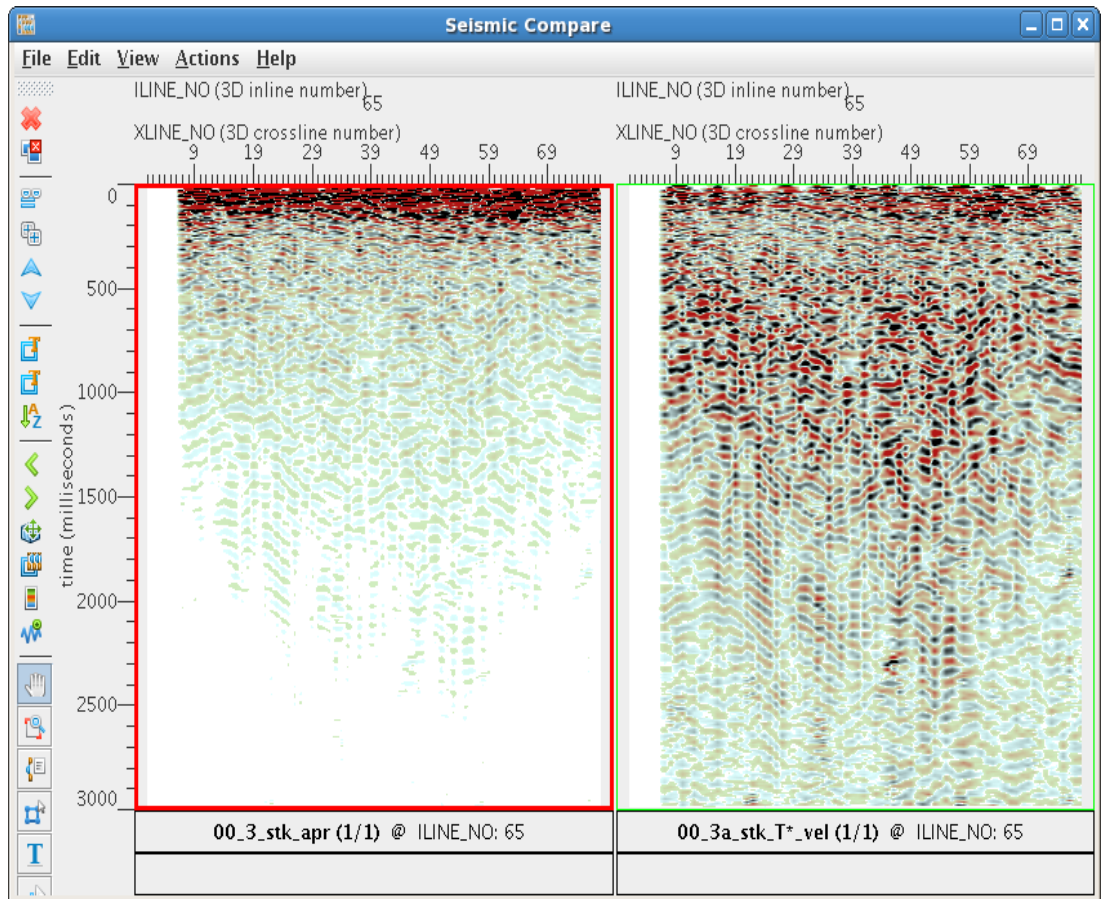 Seismic Compare
File Edit View Actions Help
ILINE_NO (3D inline number) 65
XLINE_NO (3D crossline number)
9 19 29 39 49 59 69
ILINE_NO (3D inline number) 65
XLINE_NO (3D crossline number)
9 19 29 39 49 59 69
time (milliseconds)
0
500
1000
1500
2000
2500
3000
00_3_stk_apr (1/1) @ ILINE_NO: 65
00_3a_stk_T*_vel (1/1) @ ILINE_NO: 65
T
T
A
Z
T